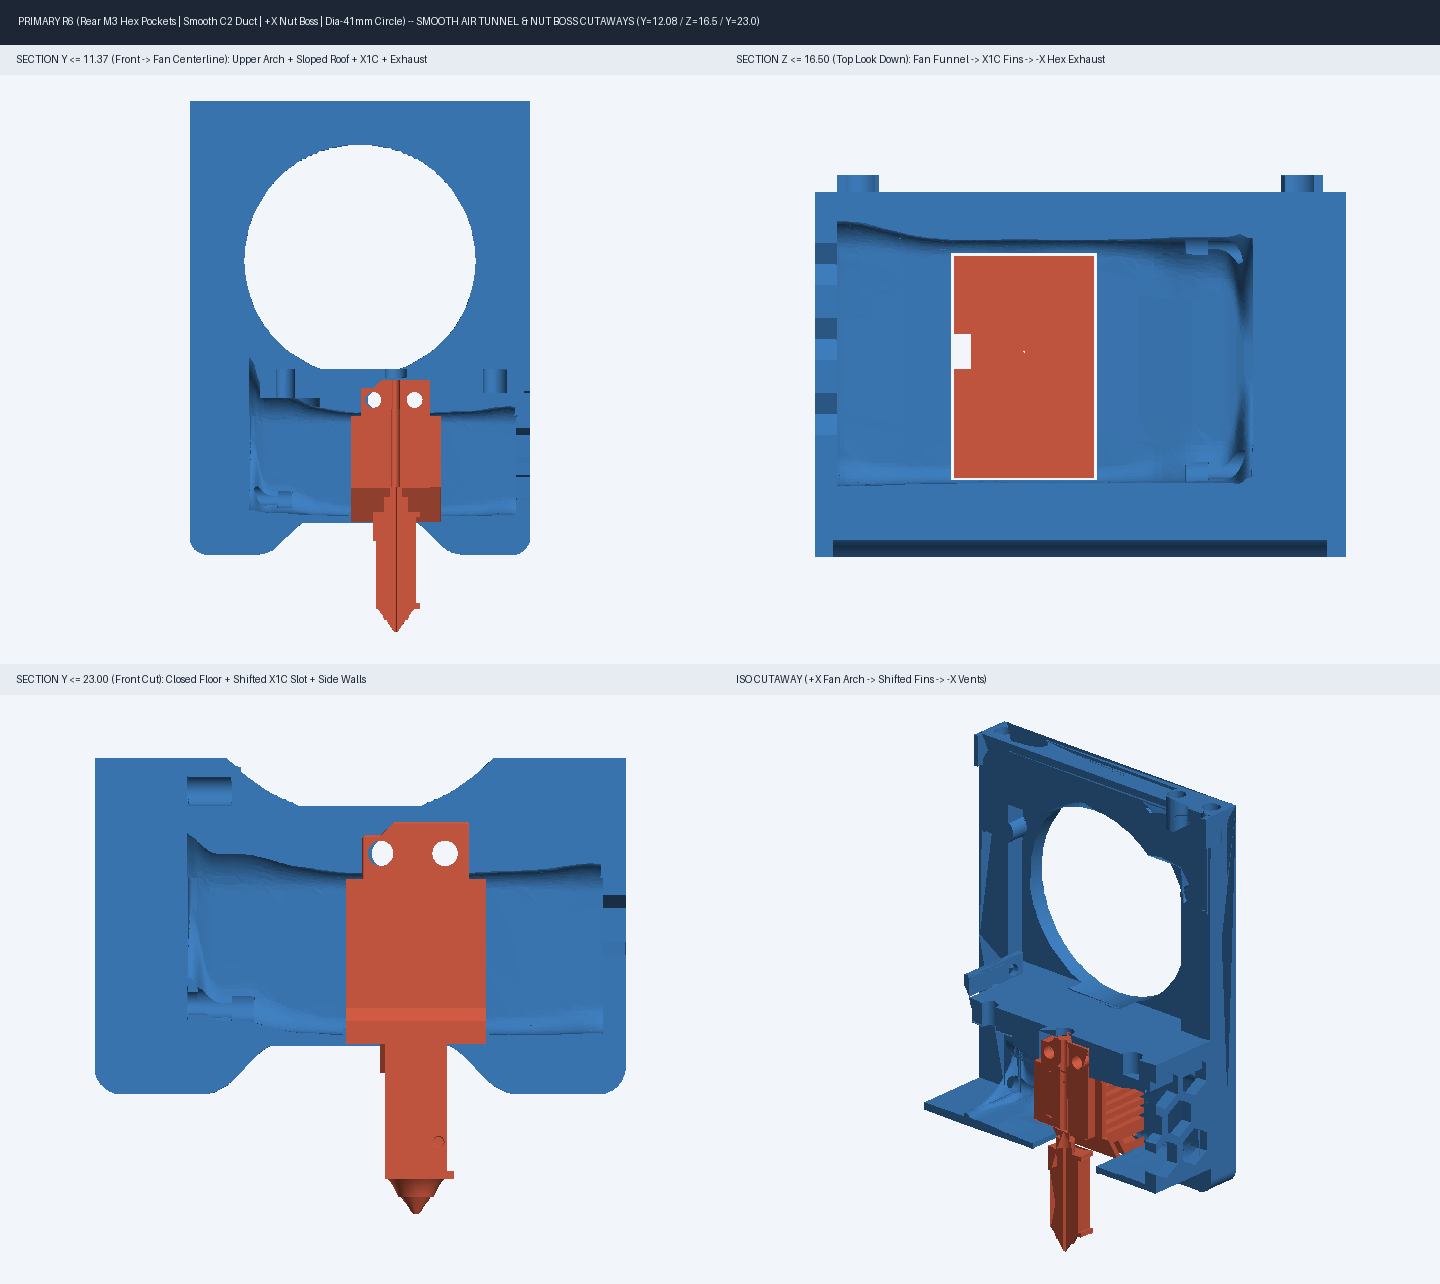 PRIMARY R6 (Rear M3 Hex Pockets | Smooth C2 Duct | +X Nut Boss | Dia-41mm Circle) -- SMOOTH AIR TUNNEL & NUT BOSS CUTAWAYS (Y=12.08 / Z=16.5 / Y=23.0)
SECTION Y <= 11.37 (Front -> Fan Centerline): Upper Arch + Sloped Roof + X1C + Exhaust
SECTION Z <= 16.50 (Top Look Down): Fan Funnel -> X1C Fins -> -X Hex Exhaust
SECTION Y <= 23.00 (Front Cut): Closed Floor + Shifted X1C Slot + Side Walls
ISO CUTAWAY (+X Fan Arch -> Shifted Fins -> -X Vents)